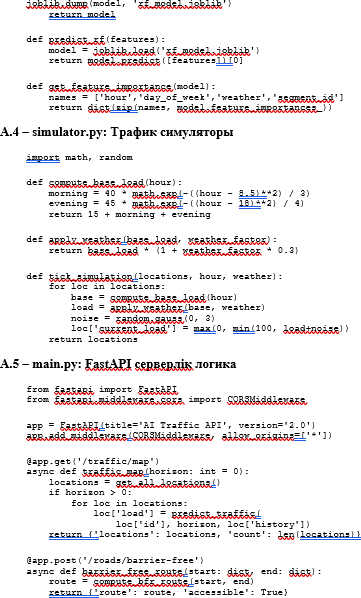 joblib.dump(model, 'rf_model.joblib')
return model
def predict_rf(features):
model = joblib.load('rf_model.joblib')
return model.predict([features])[0]
def get_feature_importance(model):
names = ['hour','day_of_week','weather','segment_id']
return dict(zip(names, model.feature_importances_))
A.4 – simulator.py: Трафик симуляторы
import math, random
def compute_base_load(hour):
morning = 40 * math.exp(-((hour - 8.5)**2) / 3)
evening = 45 * math.exp(-((hour - 18)**2) / 4)
return 15 + morning + evening
def apply_weather(base_load, weather_factor):
return base_load * (1 + weather_factor * 0.3)
def tick_simulation(locations, hour, weather):
for loc in locations:
base = compute_base_load(hour)
load = apply_weather(base, weather)
noise = random.gauss(0, 3)
loc['current_load'] = max(0, min(100, load+noise))
return locations
A.5 – main.py: FastAPI серверлік логика
from fastapi import FastAPI
from fastapi.middleware.cors import CORSMiddleware
app = FastAPI(title='AI Traffic API', version='2.0')
app.add_middleware(CORSMiddleware, allow_origins=['*'])
@app.get('/traffic/map')
async def traffic_map(horizon: int = 0):
locations = get_all_locations()
if horizon > 0:
for loc in locations:
loc['load'] = predict_traffic(
loc['id'], horizon, loc['history'])
return {'locations': locations, 'count': len(locations)}
@app.post('/roads/barrier-free')
async def barrier_free_route(start: dict, end: dict):
route = compute_bfr_route(start, end)
return {'route': route, 'accessible': True}